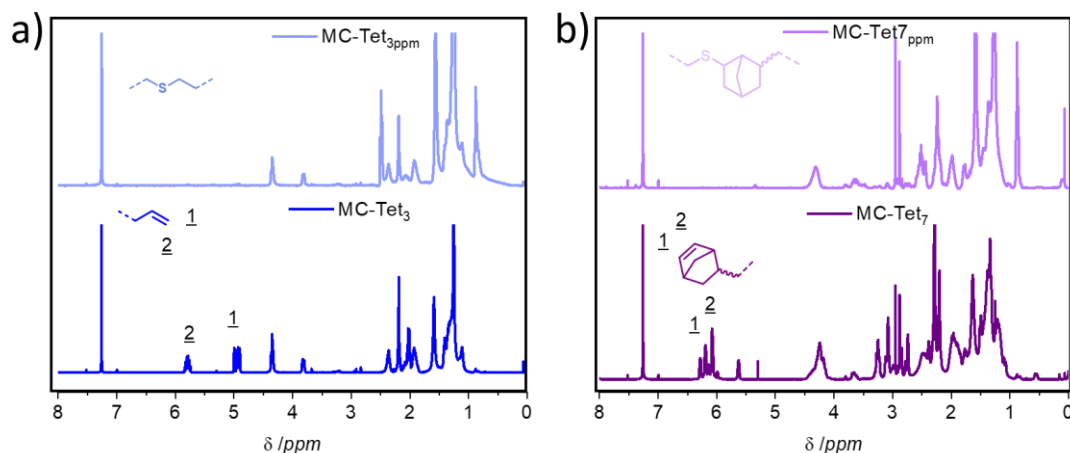 a)
MC-Tet3ppm
S
1
2
MC-Tet3
2
1
8 7 6 5 4 3 2 1 0
δ /ppm
b)
MC-Tet7ppm
S
2
1
MC-Tet7
2
1
8 7 6 5 4 3 2 1 0
δ /ppm